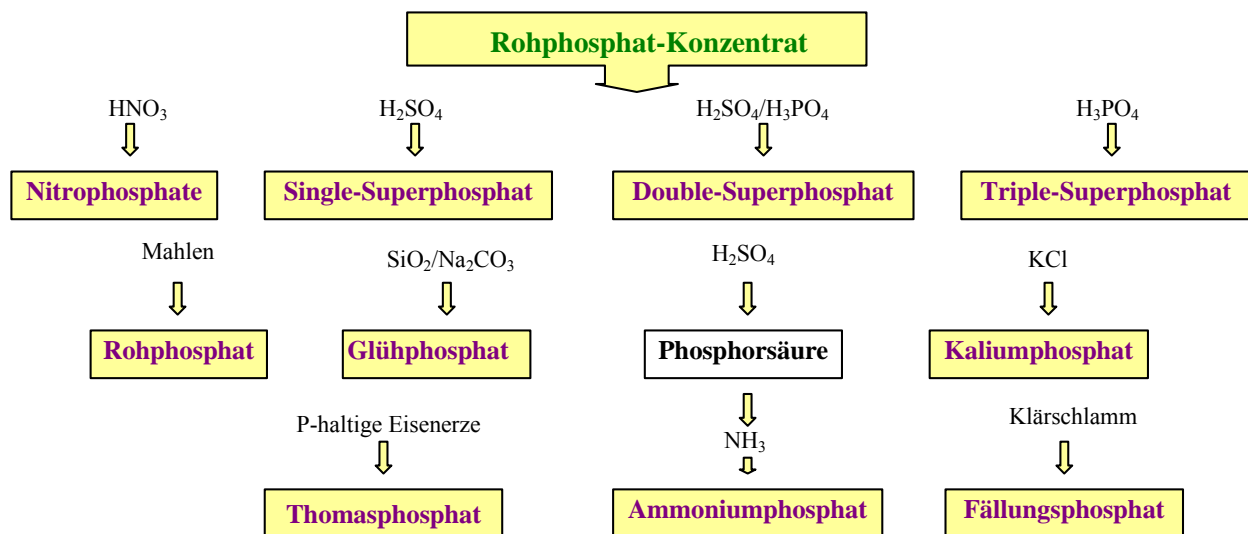 Rohphosphat-Konzentrat
HNO₃ H₂SO₄ H₂SO₄/H₃PO₄ H₃PO₄
Nitrophosphate Single-Superphosphat Double-Superphosphat Triple-Superphosphat
Mahlen SiO₂/Na₂CO₃ H₂SO₄ KCl
Rohphosphat Glühphosphat Phosphorsäure Kaliumphosphat
P-haltige Eisenerze NH₃ Klärschlamm
Thomasphosphat Ammoniumphosphat Fällungsphosphat